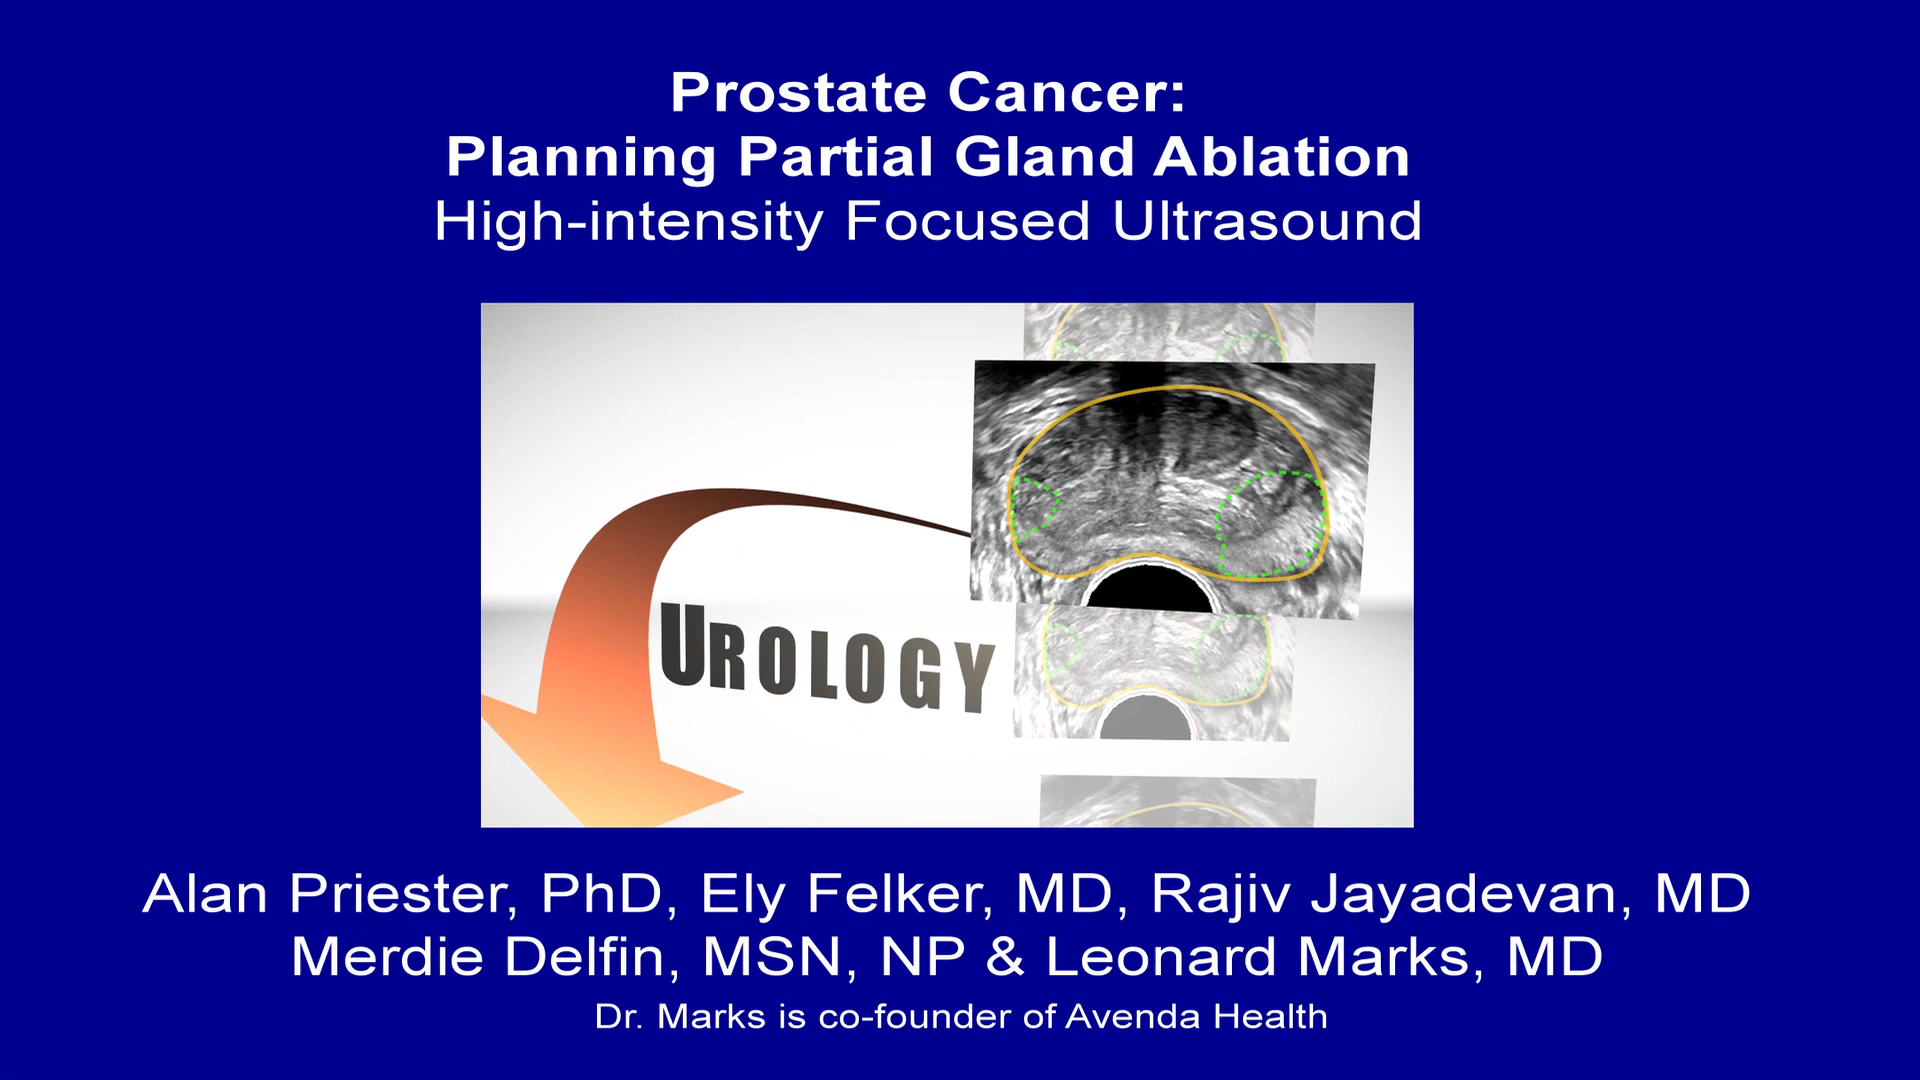 Prostate Cancer:
Planning Partial Gland Ablation
High-intensity Focused Ultrasound
UROLOGY
Alan Priester, PhD, Ely Felker, MD, Rajiv Jayadevan, MD
Merdie Delfin, MSN, NP & Leonard Marks, MD
Dr. Marks is co-founder of Avenda Health